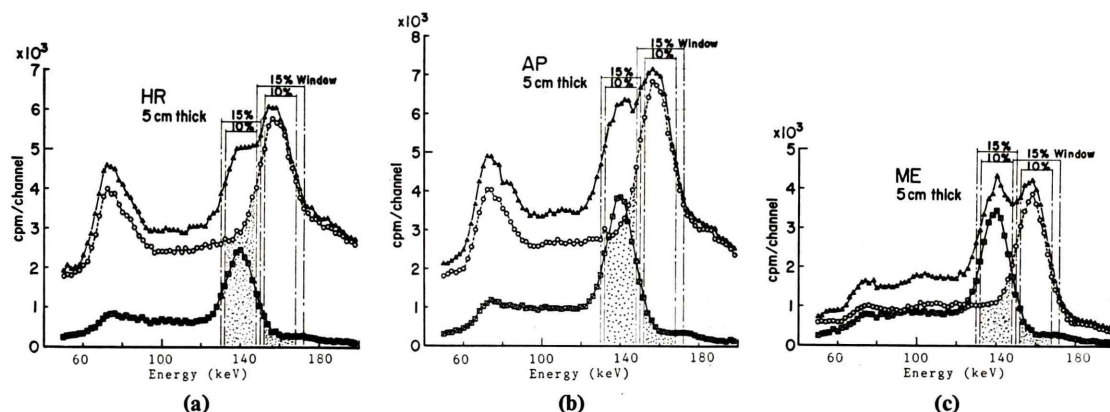 x10³
7
6
5
4
3
2
1
0
cpm/channel
HR
5 cm thick
15% Window
10%
15%
10%
60
100
140
180
Energy (keV)
(a)
x10³
8
7
6
5
4
3
2
1
0
cpm/channel
AP
5 cm thick
15% Window
10%
15%
10%
60
100
140
180
Energy (keV)
(b)
x10³
5
4
3
2
1
0
cpm/channel
ME
5 cm thick
15%
10%
15% Window
10%
60
100
140
180
Energy (keV)
(c)